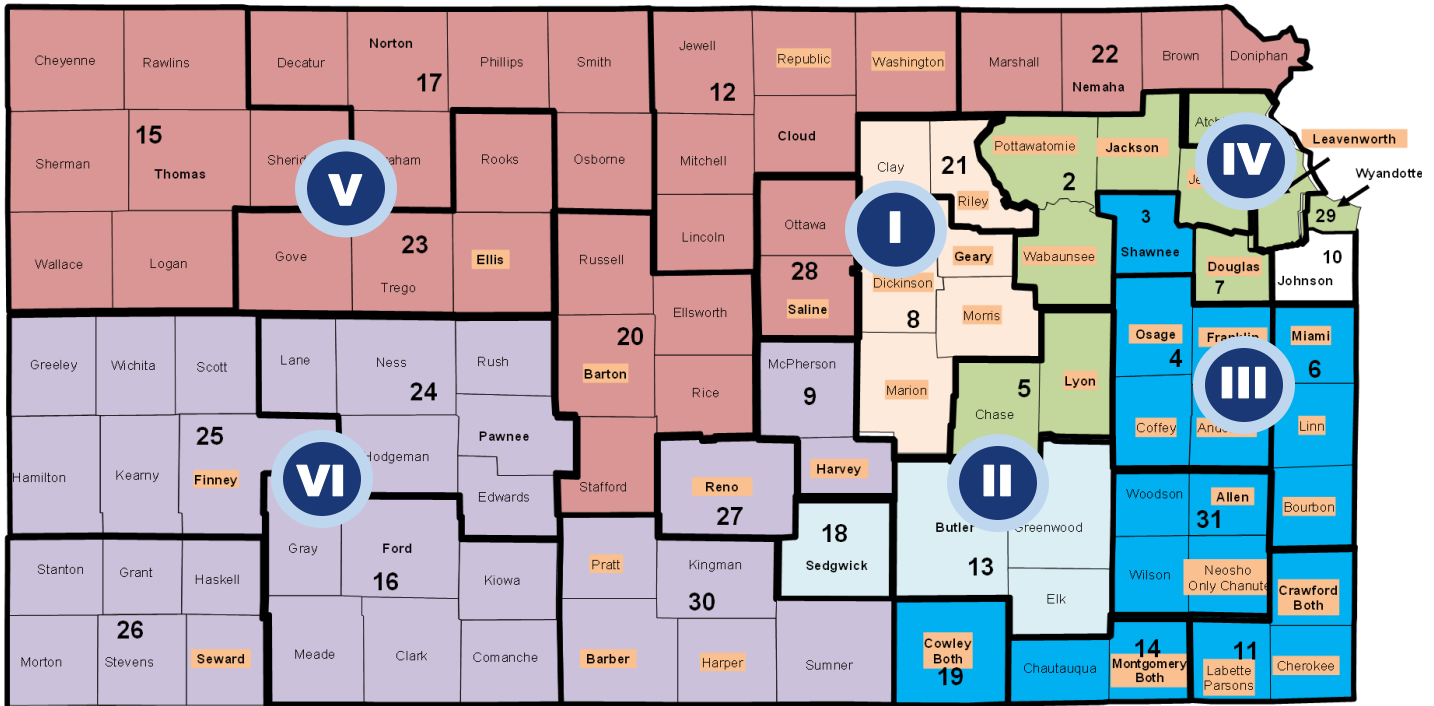 Cheyenne
Rawlins
Decatur
Norton
17
Phillips
Smith
Jewell
12
Republic
Washington
Marshall
22
Nemaha
Brown
Doniphan
Sherman
15
Thomas
V
Rooks
Osborne
Mitchell
Cloud
Clay
21
Riley
Pottawatomie
2
Jackson
IV
Leavenworth
Wyandotte
29
Wallace
Logan
Gove
23
Trego
Ellis
Russell
Lincoln
Ottawa
28
Saline
I
Dickinson
8
Geary
Wabaunsee
3
Shawnee
Douglas
7
10
Johnson
Greeley
Wichita
Scott
Lane
Ness
24
Rush
20
Barton
Ellsworth
Rice
McPherson
9
Marion
Morris
5
Chase
Lyon
Osage
4
Franklin
III
Miami
6
Hamilton
Kearny
25
Finney
VI
Hodgeman
Pawnee
Edwards
Stafford
Reno
27
Harvey
II
Coffey
Linn
Stanton
Grant
Haskell
Gray
Ford
16
Kiowa
Pratt
Kingman
30
18
Sedgwick
Butler
13
Greenwood
Elk
Woodson
Allen
31
Bourbon
Wilson
Neosho
Only Chanute
Crawford
Both
Morton
26
Stevens
Seward
Meade
Clark
Comanche
Barber
Harper
Sumner
Cowley
Both
19
Chautauqua
14
Montgomery
Both
11
Labette
Parsons
Cherokee